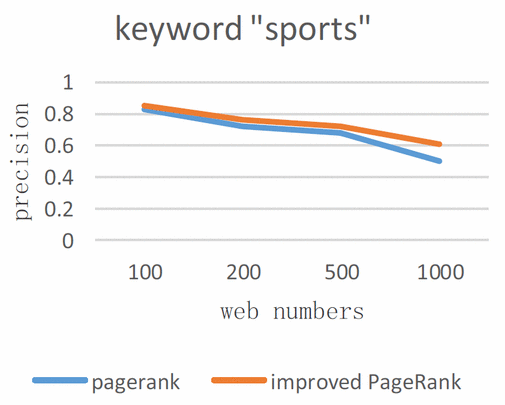 keyword "sports"
precision
1
0.8
0.6
0.4
0.2
0
100 200 500 1000
web numbers
pagerank improved PageRank